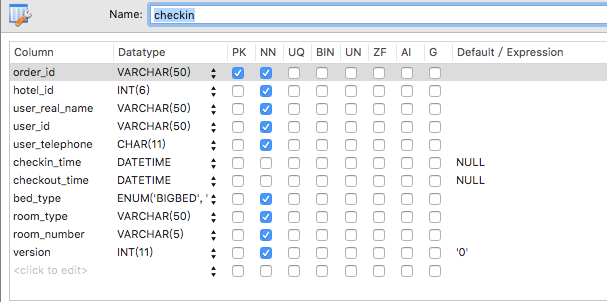 Name: checkin
Column Datatype PK NN UQ BIN UN ZF AI G Default / Expression
order_id VARCHAR(50)
hotel_id INT(6)
user_real_name VARCHAR(50)
user_id VARCHAR(50)
user_telephone CHAR(11)
checkin_time DATETIME NULL
checkout_time DATETIME NULL
bed_type ENUM('BIGBED', '
room_type VARCHAR(50)
room_number VARCHAR(5)
version INT(11) '0'
<click to edit>